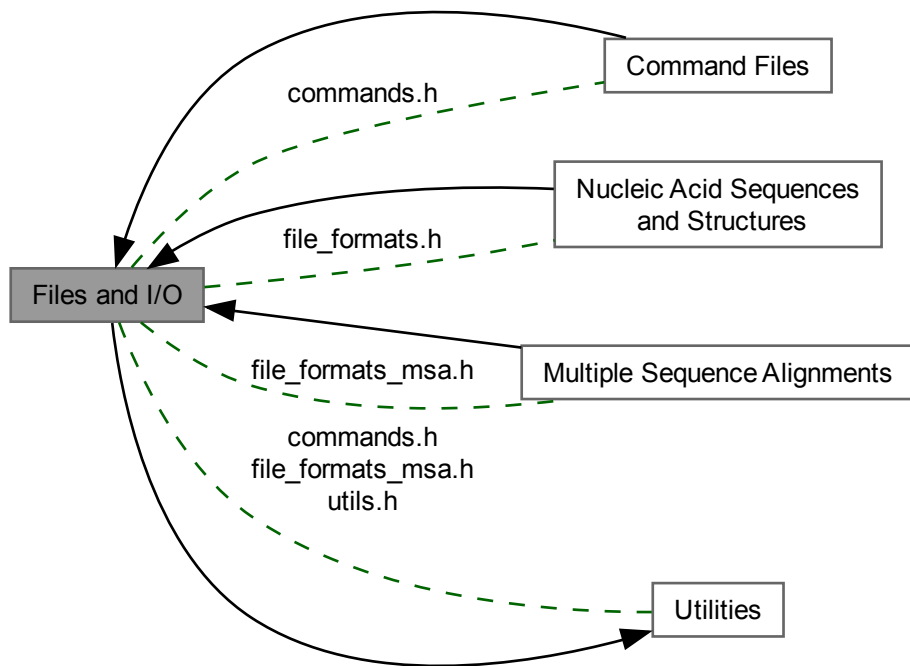 Command Files
commands.h
Nucleic Acid Sequences
and Structures
file_formats.h
Files and I/O
file_formats_msa.h
Multiple Sequence Alignments
commands.h
file_formats_msa.h
utils.h
Utilities